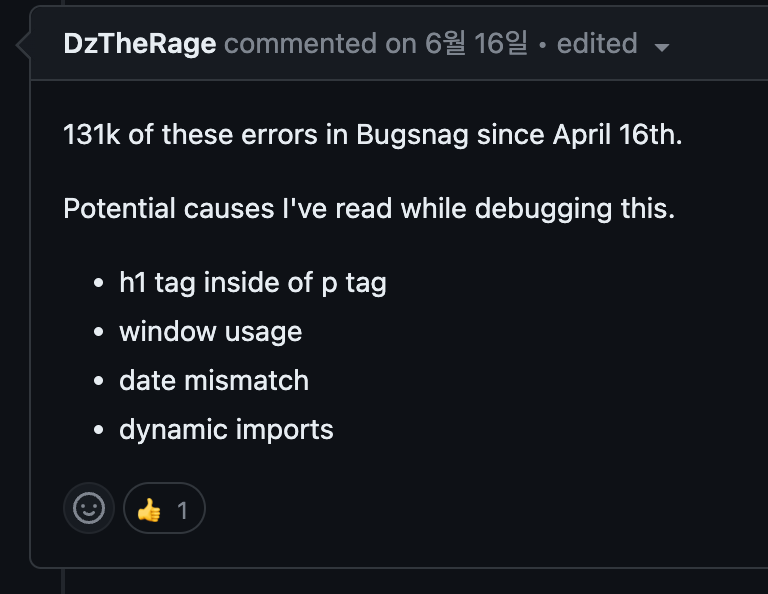 DzTheRage commented on 6월 16일 • edited
131k of these errors in Bugsnag since April 16th.
Potential causes I've read while debugging this.
• h1 tag inside of p tag
• window usage
• date mismatch
• dynamic imports
👍 1